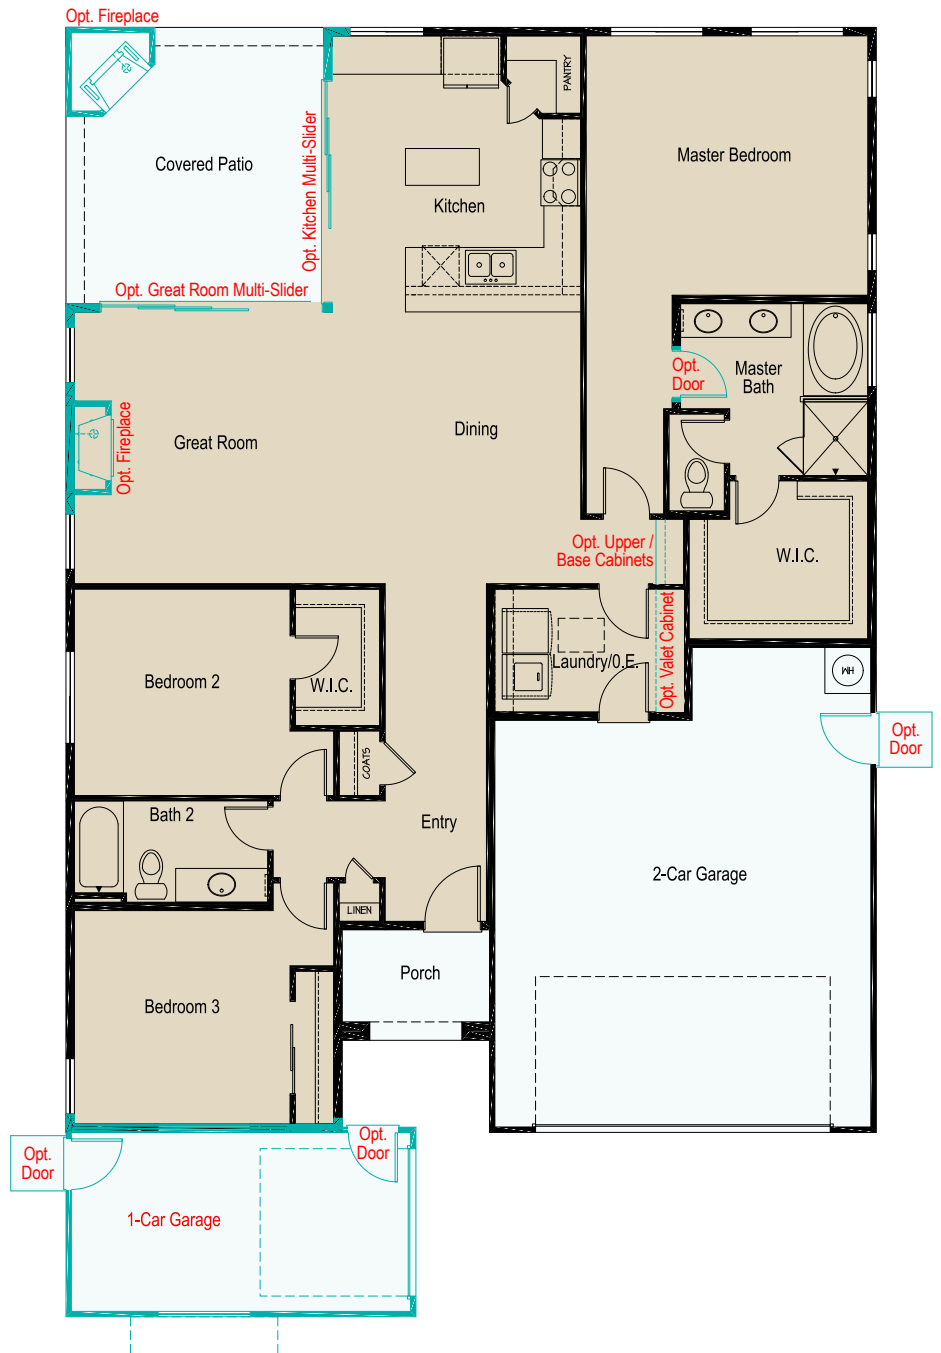 Opt. Fireplace
Covered Patio
Opt. Kitchen Multi-Slider
PANTRY
Kitchen
Master Bedroom
Opt. Great Room Multi-Slider
Opt.
Door
Master
Bath
Opt. Fireplace
Great Room
Dining
Opt. Upper /
Base Cabinets
W.I.C.
Bedroom 2
W.I.C.
Laundry/O.E.
Opt. Valet Cabinet
HM
Opt.
Door
COATS
Bath 2
Entry
2-Car Garage
LINEN
Porch
Bedroom 3
Opt.
Door
Opt.
Door
1-Car Garage